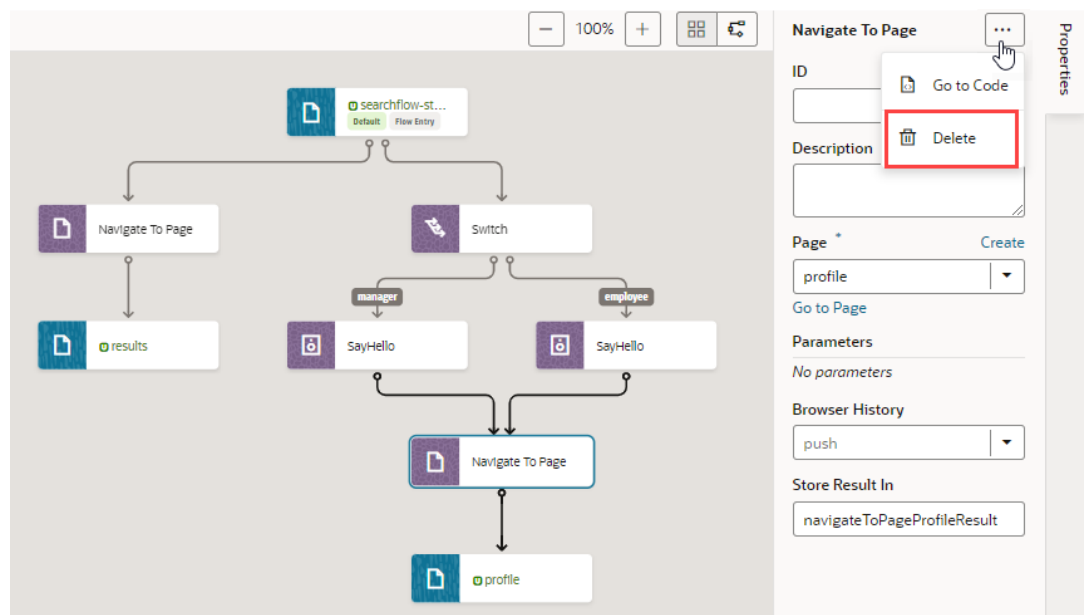 100%
searchflow-st...
Default Flow Entry
Navigate To Page
Switch
manager
employee
results
SayHello
SayHello
Navigate To Page
profile
Navigate To Page
...
Go to Code
Delete
ID
Description
Page * Create
profile
Go to Page
Parameters
No parameters
Browser History
push
Store Result In
navigateToPageProfileResult
Properties